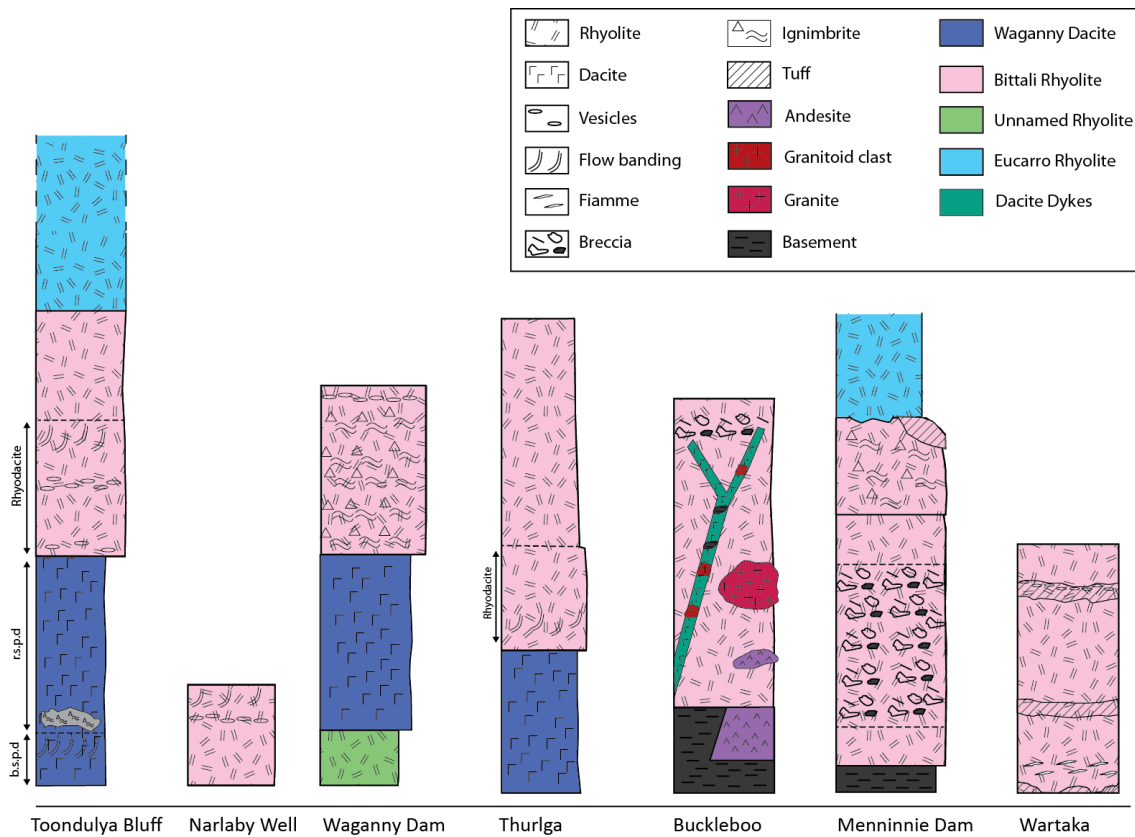 Rhyolite
Dacite
Vesicles
Flow banding
Fiamme
Breccia
Ignimbrite
Tuff
Andesite
Granitoid clast
Granite
Basement
Waganny Dacite
Bittali Rhyolite
Unnamed Rhyolite
Eucarro Rhyolite
Dacite Dykes
Rhyodacite
r.s.p.d
b.s.p.d
Rhyodacite
Toondulya Bluff
Narlaby Well
Waganny Dam
Thurlga
Buckleboo
Menninnie Dam
Wartaka